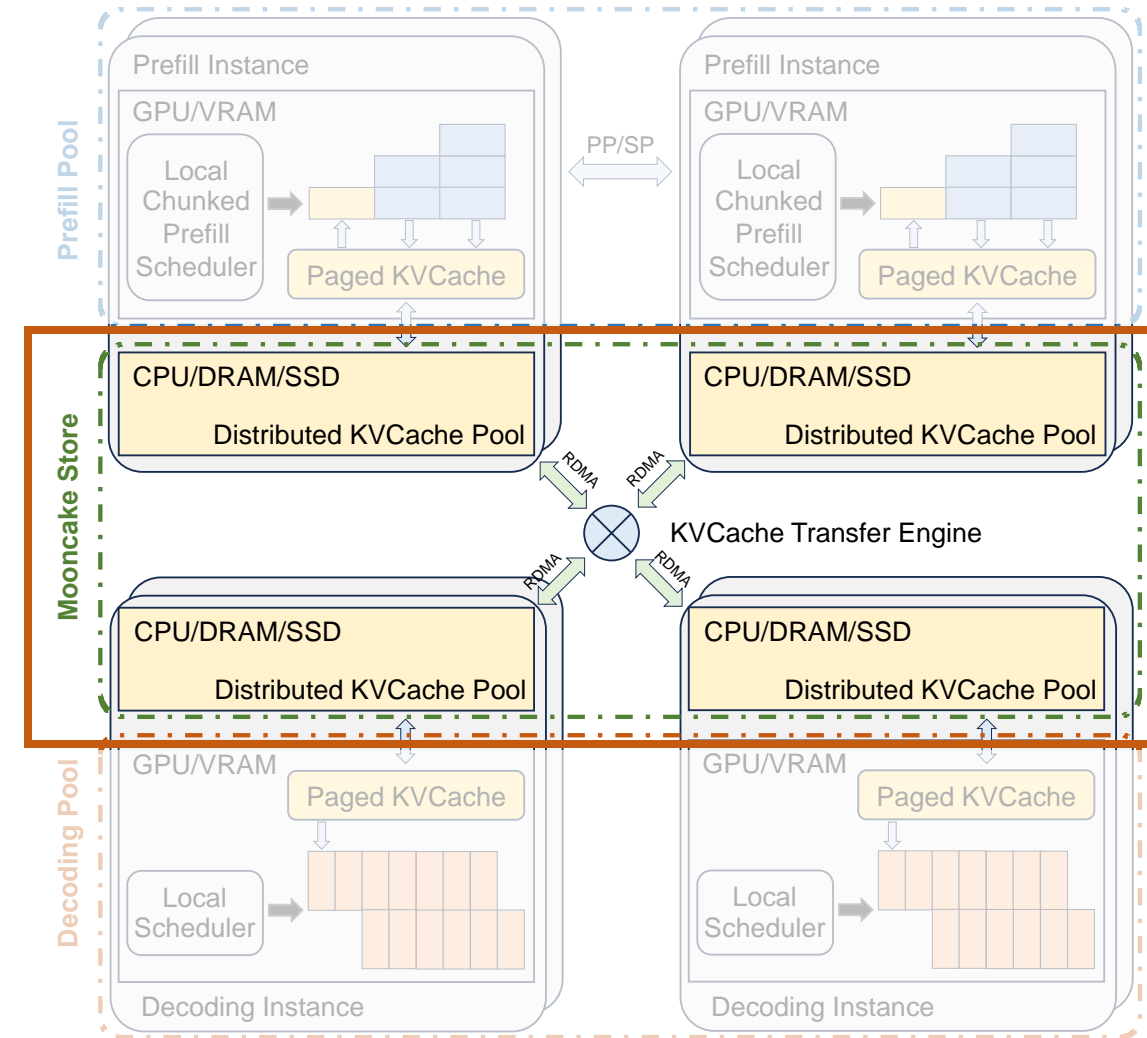 Prefill Pool
Prefill Instance
GPU/VRAM
Local
Chunked
Prefill
Scheduler
Paged KVCache
PP/SP
Prefill Instance
GPU/VRAM
Local
Chunked
Prefill
Scheduler
Paged KVCache
Mooncake Store
CPU/DRAM/SSD
Distributed KVCache Pool
CPU/DRAM/SSD
Distributed KVCache Pool
RDMA
RDMA
KVCache Transfer Engine
RDMA
RDMA
CPU/DRAM/SSD
Distributed KVCache Pool
CPU/DRAM/SSD
Distributed KVCache Pool
Decoding Pool
GPU/VRAM
Paged KVCache
Local
Scheduler
Decoding Instance
GPU/VRAM
Paged KVCache
Local
Scheduler
Decoding Instance